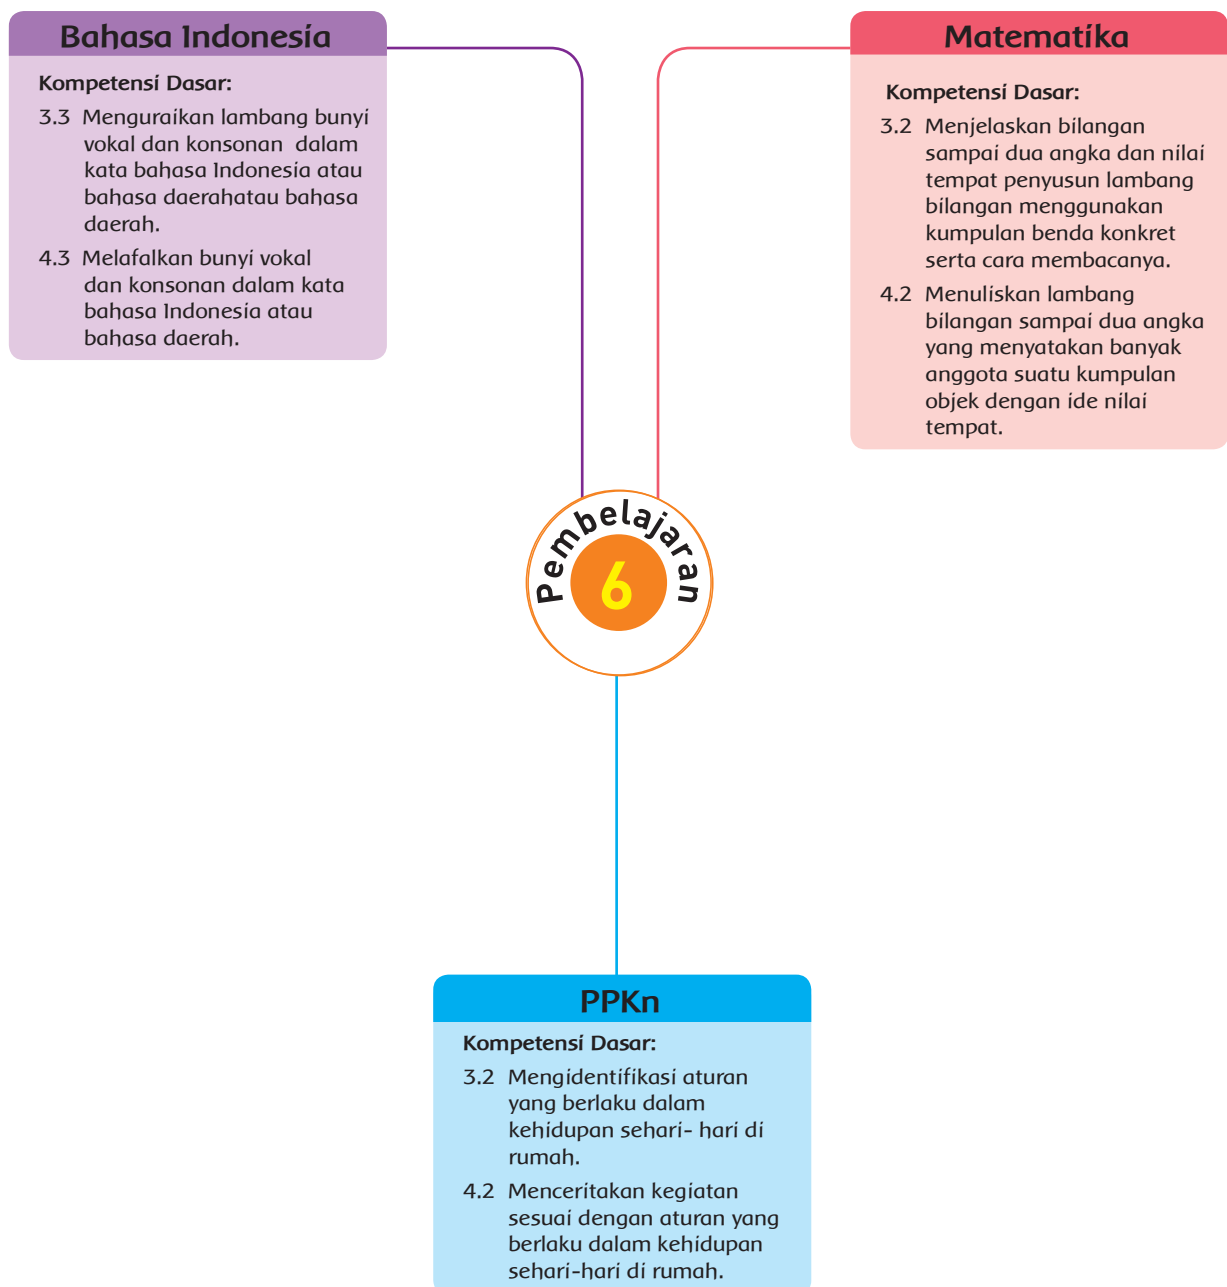 Bahasa Indonesia
Kompetensi Dasar:
3.3 Menguraikan lambang bunyi
vokal dan konsonan dalam
kata bahasa Indonesia atau
bahasa daerahatau bahasa
daerah.
4.3 Melafalkan bunyi vokal
dan konsonan dalam kata
bahasa Indonesia atau
bahasa daerah.
Matematika
Kompetensi Dasar:
3.2 Menjelaskan bilangan
sampai dua angka dan nilai
tempat penyusun lambang
bilangan menggunakan
kumpulan benda konkret
serta cara membacanya.
4.2 Menuliskan lambang
bilangan sampai dua angka
yang menyatakan banyak
anggota suatu kumpulan
objek dengan ide nilai
tempat.
Pembelajaran
6
PPKn
Kompetensi Dasar:
3.2 Mengidentifikasi aturan
yang berlaku dalam
kehidupan sehari- hari di
rumah.
4.2 Menceritakan kegiatan
sesuai dengan aturan yang
berlaku dalam kehidupan
sehari-hari di rumah.